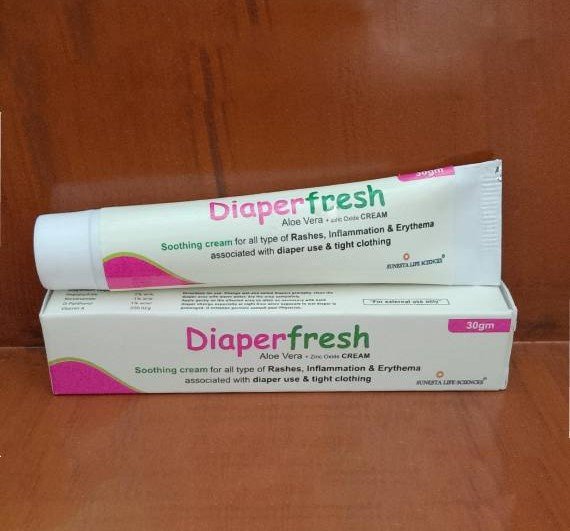 30gm
Diaperfresh
Aloe Vera + Zinc Oxide CREAM
Soothing cream for all type of Rashes, Inflammation & Erythema
associated with diaper use & tight clothing
SUNESTA LIFE SCIENCES
"For external use only"
30gm
Diaperfresh
Aloe Vera + Zinc Oxide CREAM
Soothing cream for all type of Rashes, Inflammation & Erythema
associated with diaper use & tight clothing
SUNESTA LIFE SCIENCES